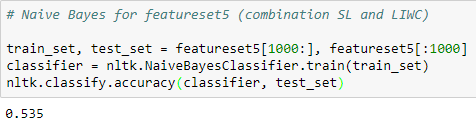 # Naive Bayes for featureset5 (combination SL and LIWC)
train_set, test_set = featureset5[1000:], featureset5[:1000]
classifier = nltk.NaiveBayesClassifier.train(train_set)
nltk.classify.accuracy(classifier, test_set)
0.535